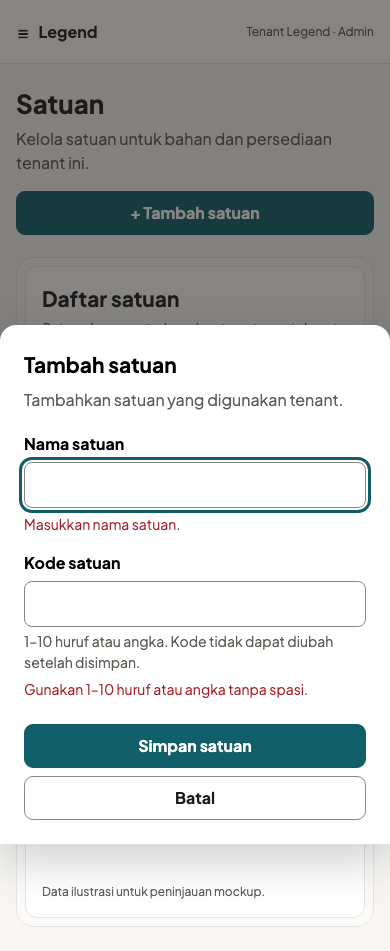 ≡ Legend
Tenant Legend · Admin
Satuan
Kelola satuan untuk bahan dan persediaan
tenant ini.
+ Tambah satuan
Daftar satuan
Tambah satuan
Tambahkan satuan yang digunakan tenant.
Nama satuan
Masukkan nama satuan.
Kode satuan
1–10 huruf atau angka. Kode tidak dapat diubah
setelah disimpan.
Gunakan 1–10 huruf atau angka tanpa spasi.
Simpan satuan
Batal
Data ilustrasi untuk peninjauan mockup.